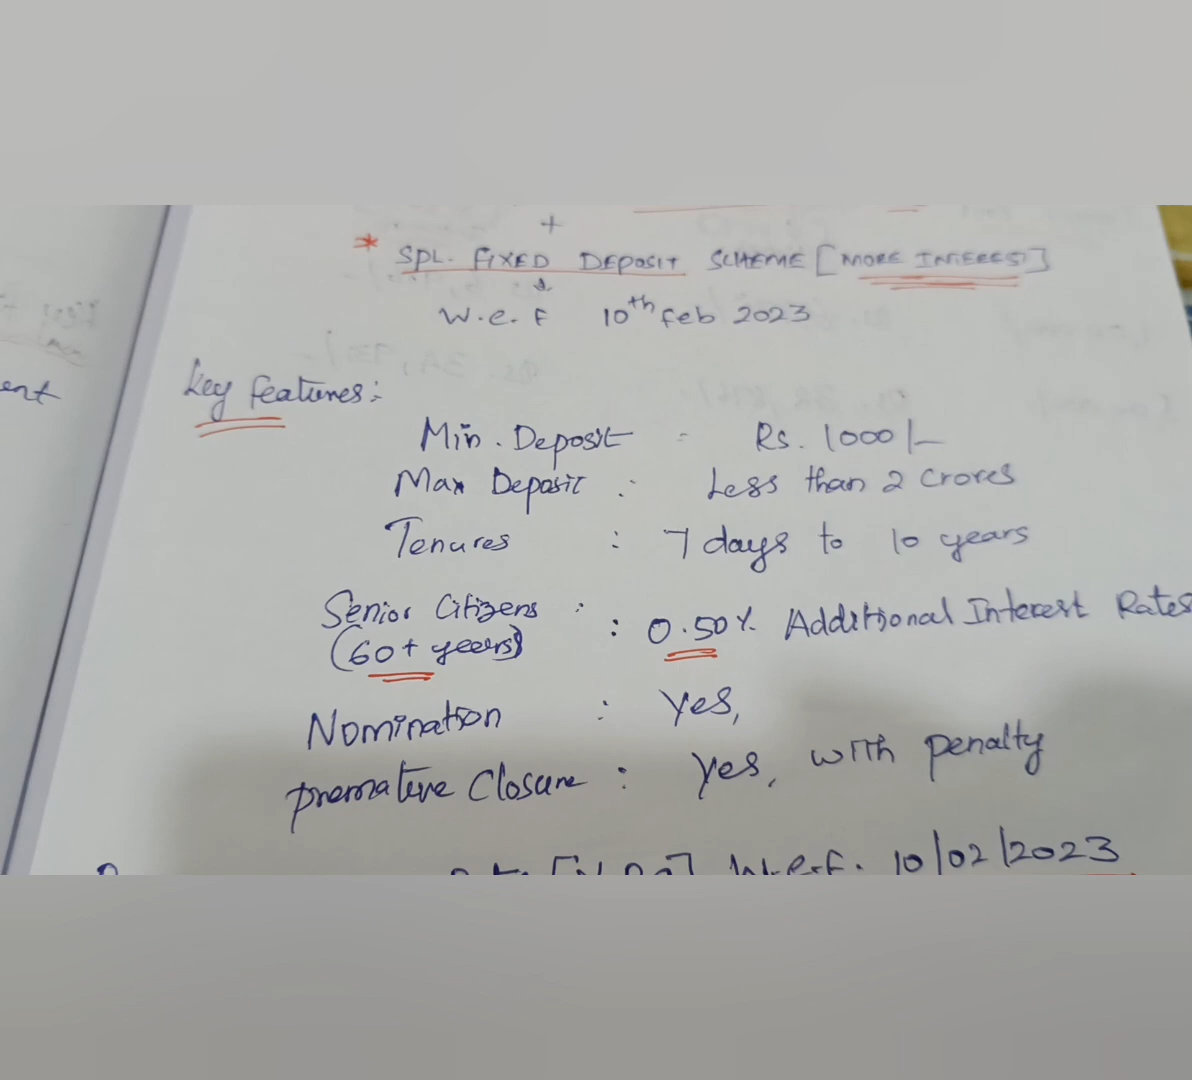 +
* SPL. FIXED DEPOSIT SCHEME [MORE INTEREST]
W.e.f 10th feb 2023
Key features:
Min. Deposit - Rs. 1000/-
Max Deposit : Less than 2 Crores
Tenures : 7 days to 10 years
Senior Citizens : : 0.50% Additional Interest Rates
(60+ years)
Nomination : Yes,
premative Closure : Yes, with penalty
W.e.f. 10/02/2023
ent